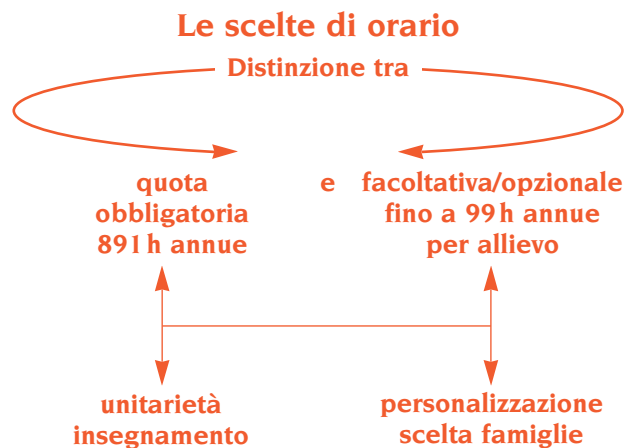 Le scelte di orario
Distinzione tra
quota
obbligatoria
891 h annue
e
facoltativa/opzionale
fino a 99 h annue
per allievo
unitarietà
insegnamento
personalizzazione
scelta famiglie